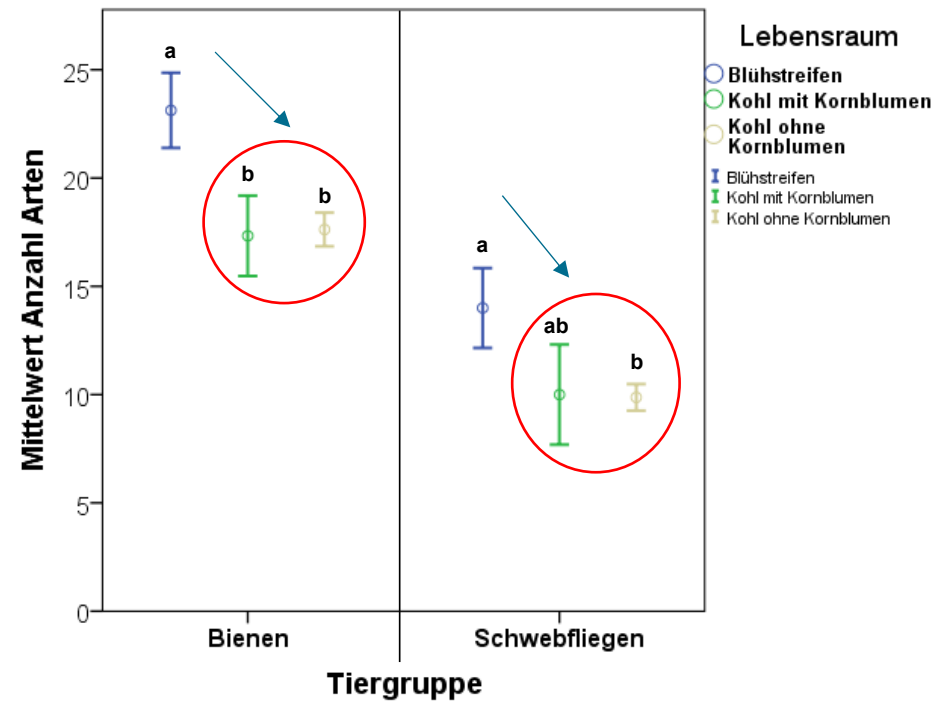 Mittelwert Anzahl Arten
25
20
15
10
5
0
a
b
b
a
ab
b
Bienen
Schwebfliegen
Tiergruppe
Lebensraum
Blühstreifen
Kohl mit Kornblumen
Kohl ohne
Kornblumen
Blühstreifen
Kohl mit Kornblumen
Kohl ohne Kornblumen